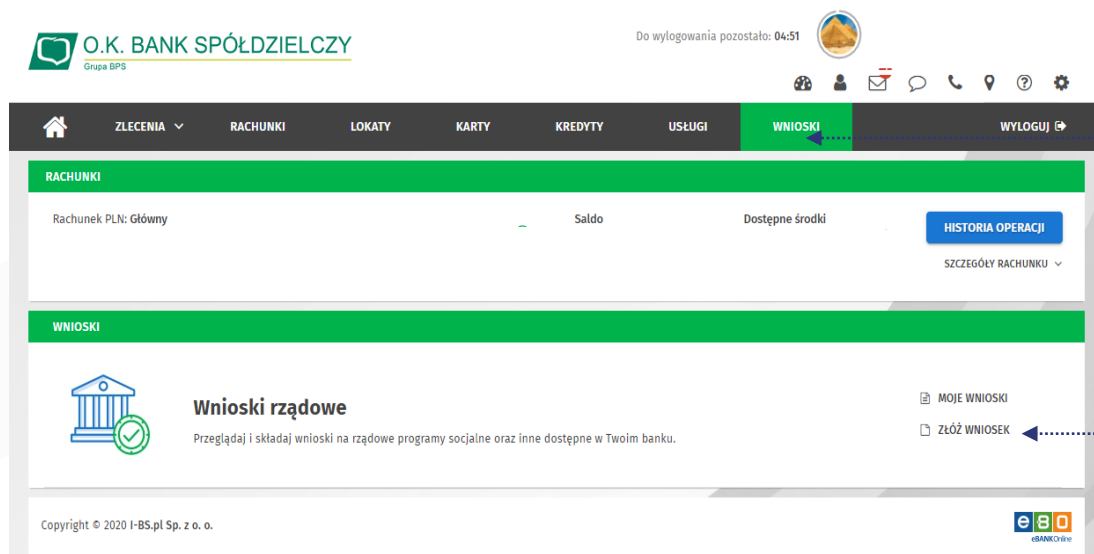 O.K. BANK SPÓŁDZIELCZY
Grupa BPS
Do wylogowania pozostało: 04:51
ZLECENIA RACHUNKI LOKATY KARTY KREDYTY USŁUGI WNIOSKI WYLOGUJ
RACHUNKI
Rachunek PLN: Główny Saldo Dostępne środki HISTORIA OPERACJI
SZCZEGÓŁY RACHUNKU
WNIOSKI
Wnioski rządowe
Przeglądaj i składaj wnioski na rządowe programy socjalne oraz inne dostępne w Twoim banku.
MOJE WNIOSKI
ZŁÓŻ WNIOSEK
Copyright © 2020 I-BS.pl Sp. z o. o.
eBO
eBANKOnline